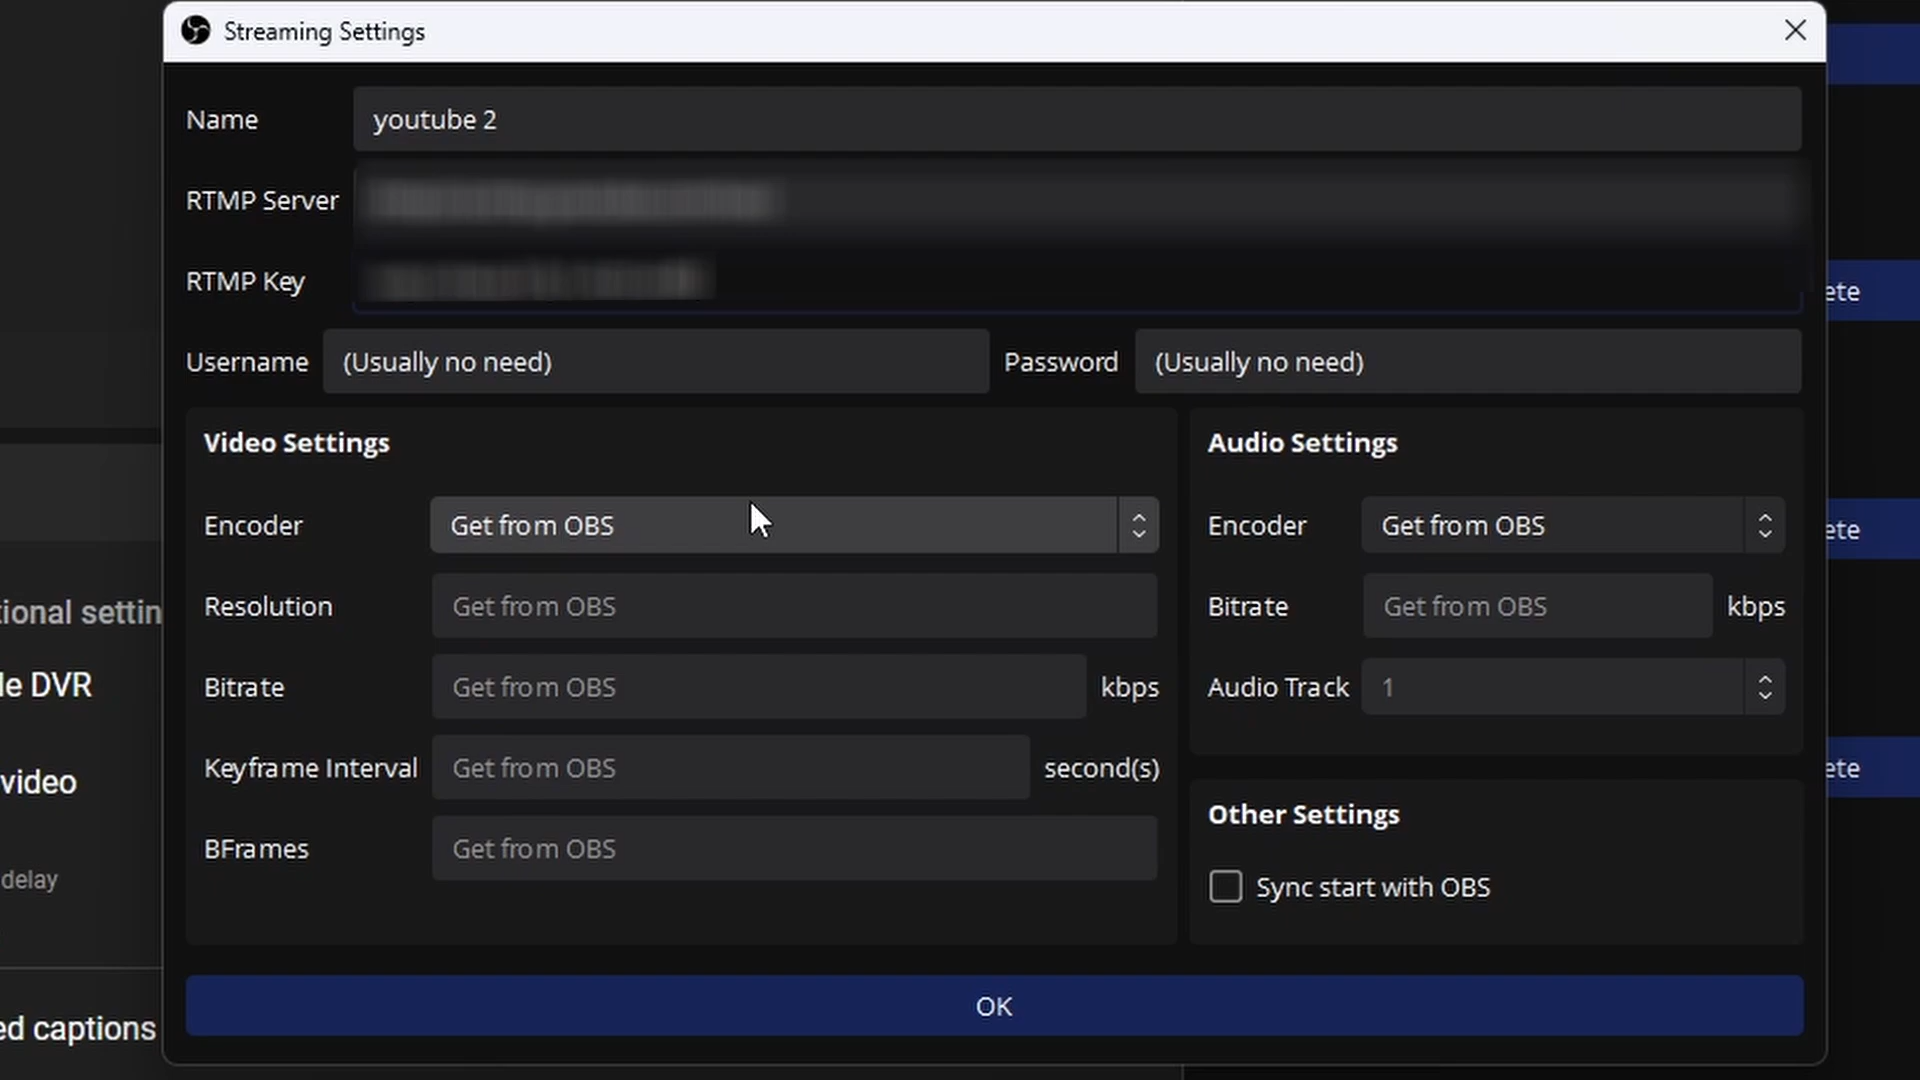 Streaming Settings
Name
youtube 2
RTMP Server
RTMP Key
Username
(Usually no need)
Password
(Usually no need)
Video Settings
Encoder
Get from OBS
Resolution
Get from OBS
Bitrate
Get from OBS
kbps
Keyframe Interval
Get from OBS
second(s)
BFrames
Get from OBS
Audio Settings
Encoder
Get from OBS
Bitrate
Get from OBS
kbps
Audio Track
1
Other Settings
Sync start with OBS
OK
tional settin
le DVR
video
delay
ed captions
ete
ete
ete